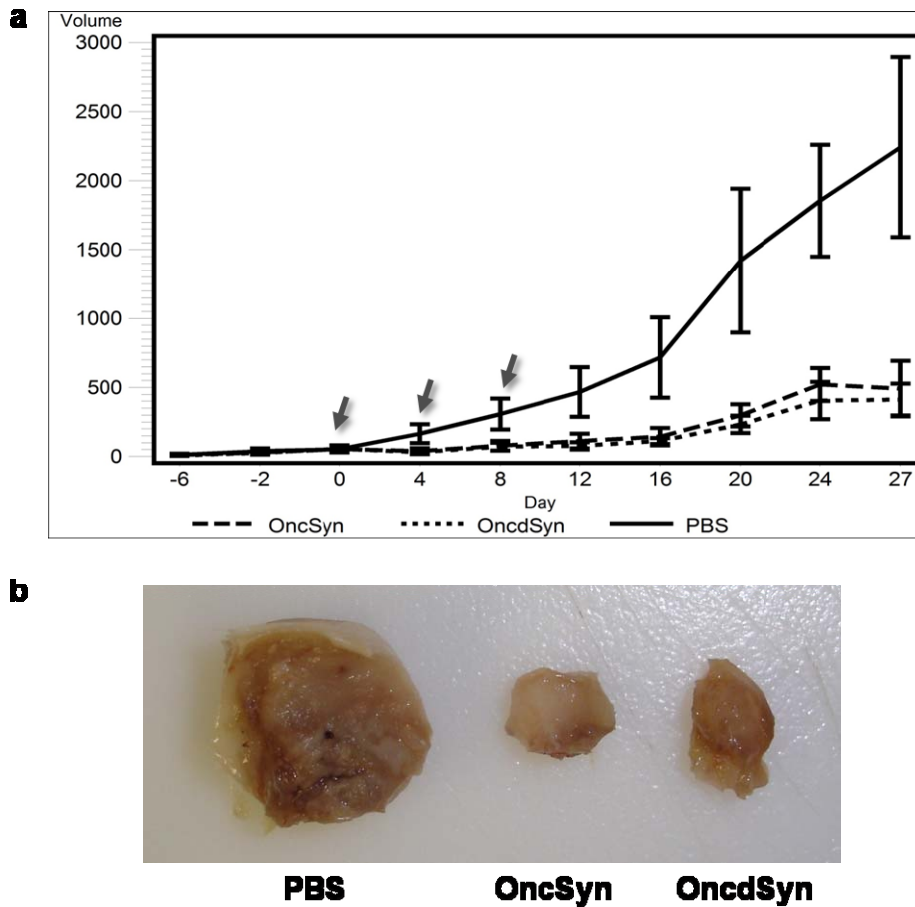 a
Volume
3000
2500
2000
1500
1000
500
0
-6 -2 0 4 8 12 16 20 24 27
Day
OncSyn OncdSyn PBS
b
PBS OncSyn OncdSyn